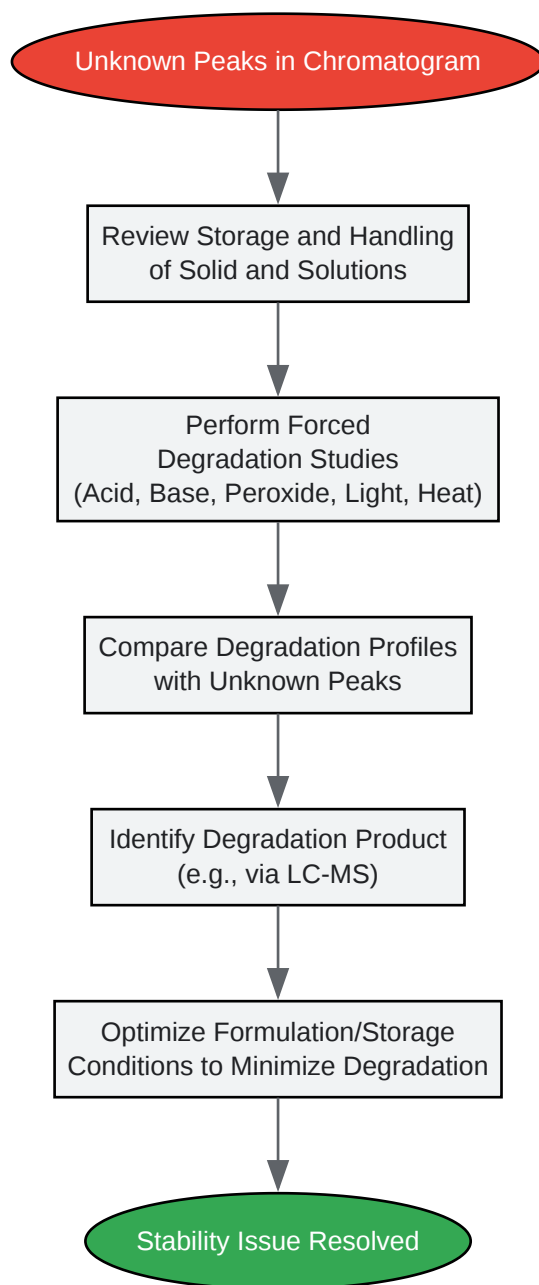 Unknown Peaks in Chromatogram
Review Storage and Handling
of Solid and Solutions
Perform Forced
Degradation Studies
(Acid, Base, Peroxide, Light, Heat)
Compare Degradation Profiles
with Unknown Peaks
Identify Degradation Product
(e.g., via LC-MS)
Optimize Formulation/Storage
Conditions to Minimize Degradation
Stability Issue Resolved